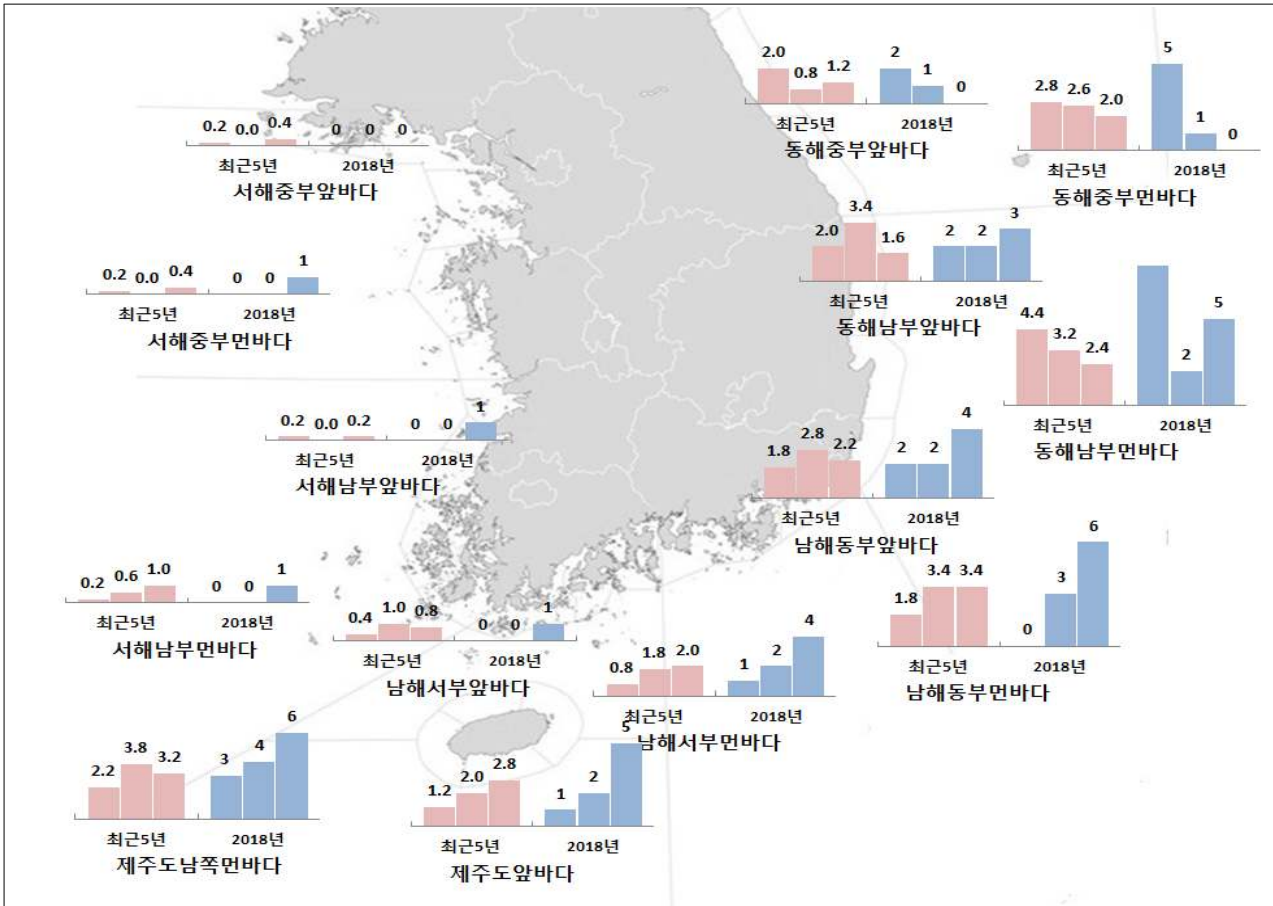 2.0 0.8 1.2 2 1 0
최근5년 2018년
동해중부앞바다
2.8 2.6 2.0 5 1 0
최근5년 2018년
동해중부먼바다
0.2 0.0 0.4 0 0 0
최근5년 2018년
서해중부앞바다
2.0 3.4 1.6 2 2 3
최근5년 2018년
동해남부앞바다
0.2 0.0 0.4 0 0 1
최근5년 2018년
서해중부먼바다
4.4 3.2 2.4 2 5
최근5년 2018년
동해남부먼바다
0.2 0.0 0.2 0 0 1
최근5년 2018년
서해남부앞바다
1.8 2.8 2.2 2 2 4
최근5년 2018년
남해동부앞바다
0.2 0.6 1.0 0 0 1
최근5년 2018년
서해남부먼바다
0.4 1.0 0.8 0 0 1
최근5년 2018년
남해서부앞바다
0.8 1.8 2.0 1 2 4
최근5년 2018년
남해서부먼바다
1.8 3.4 3.4 0 3 6
최근5년 2018년
남해동부먼바다
2.2 3.8 3.2 3 4 6
최근5년 2018년
제주도남쪽먼바다
1.2 2.0 2.8 1 2 5
최근5년 2018년
제주도앞바다